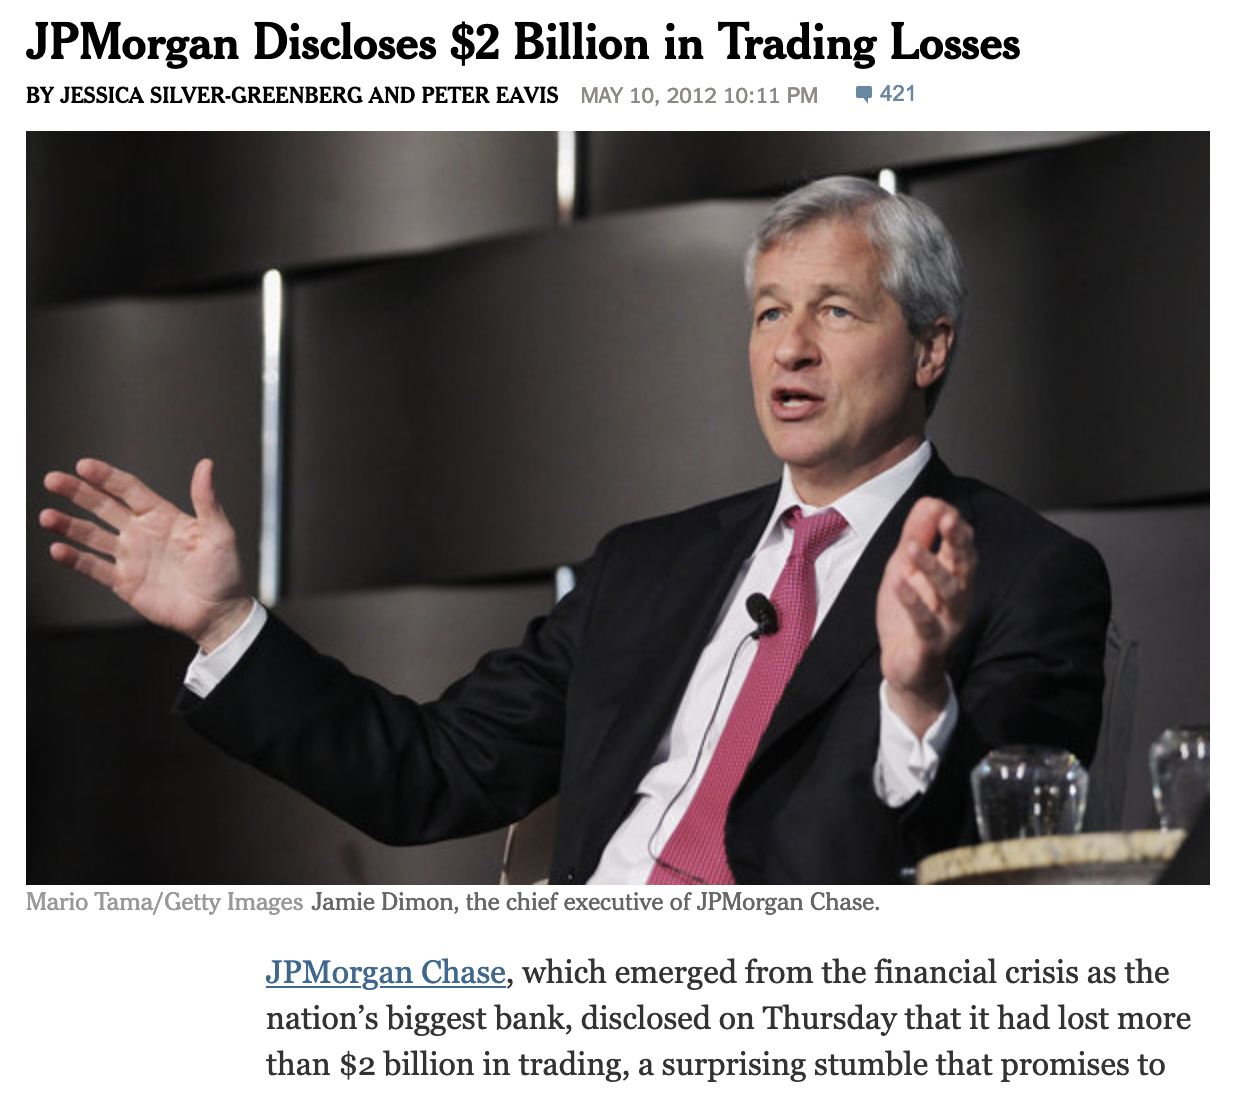 JPMorgan Discloses $2 Billion in Trading Losses
BY JESSICA SILVER-GREENBERG AND PETER EAVIS MAY 10, 2012 10:11 PM 421
Mario Tama/Getty Images Jamie Dimon, the chief executive of JPMorgan Chase.
JPMorgan Chase, which emerged from the financial crisis as the
nation’s biggest bank, disclosed on Thursday that it had lost more
than $2 billion in trading, a surprising stumble that promises to